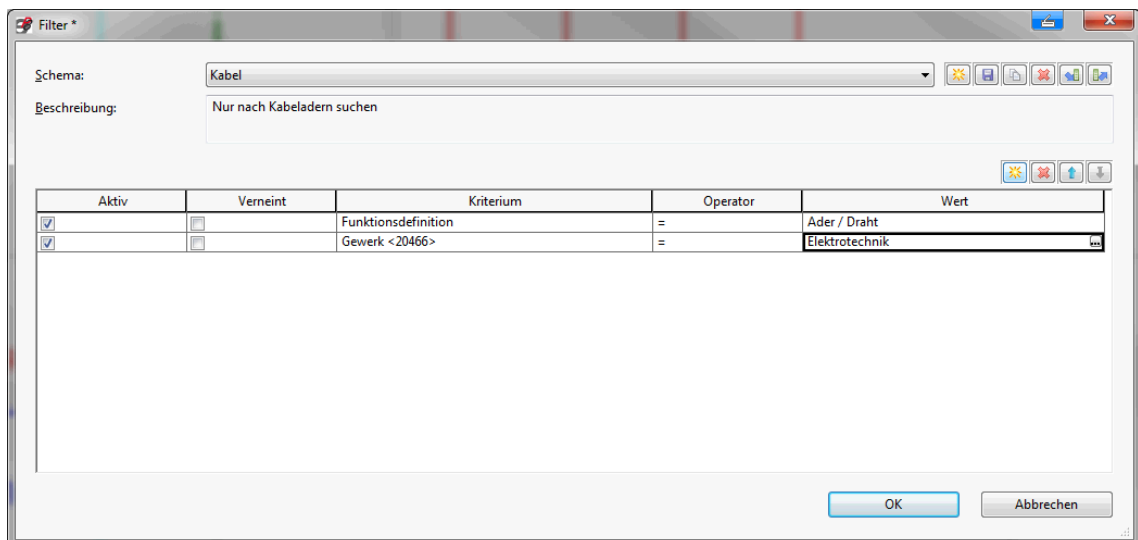 Filter *
Schema: Kabel
Beschreibung: Nur nach Kabeladern suchen
Aktiv Verneint Kriterium Operator Wert
Funktionsdefinition = Ader / Draht
Gewerk <20466> = Elektrotechnik ...
OK Abbrechen